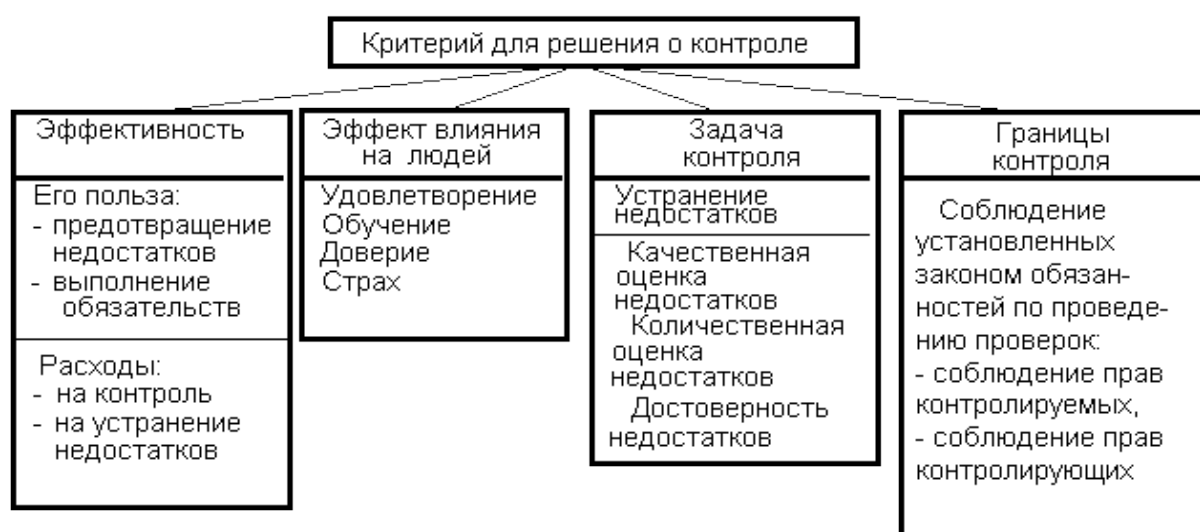 Критерий для решения о контроле
Эффективность
Его польза:
- предотвращение
недостатков
- выполнение
обязательств
Расходы:
- на контроль
- на устранение
недостатков
Эффект влияния
на людей
Удовлетворение
Обучение
Доверие
Страх
Задача
контроля
Устранение
недостатков
Качественная
оценка
недостатков
Количественная
оценка
недостатков
Достоверность
недостатков
Границы
контроля
Соблюдение
установленных
законом обязан-
ностей по проведе-
нию проверок:
- соблюдение прав
контролируемых,
- соблюдение прав
контролирующих